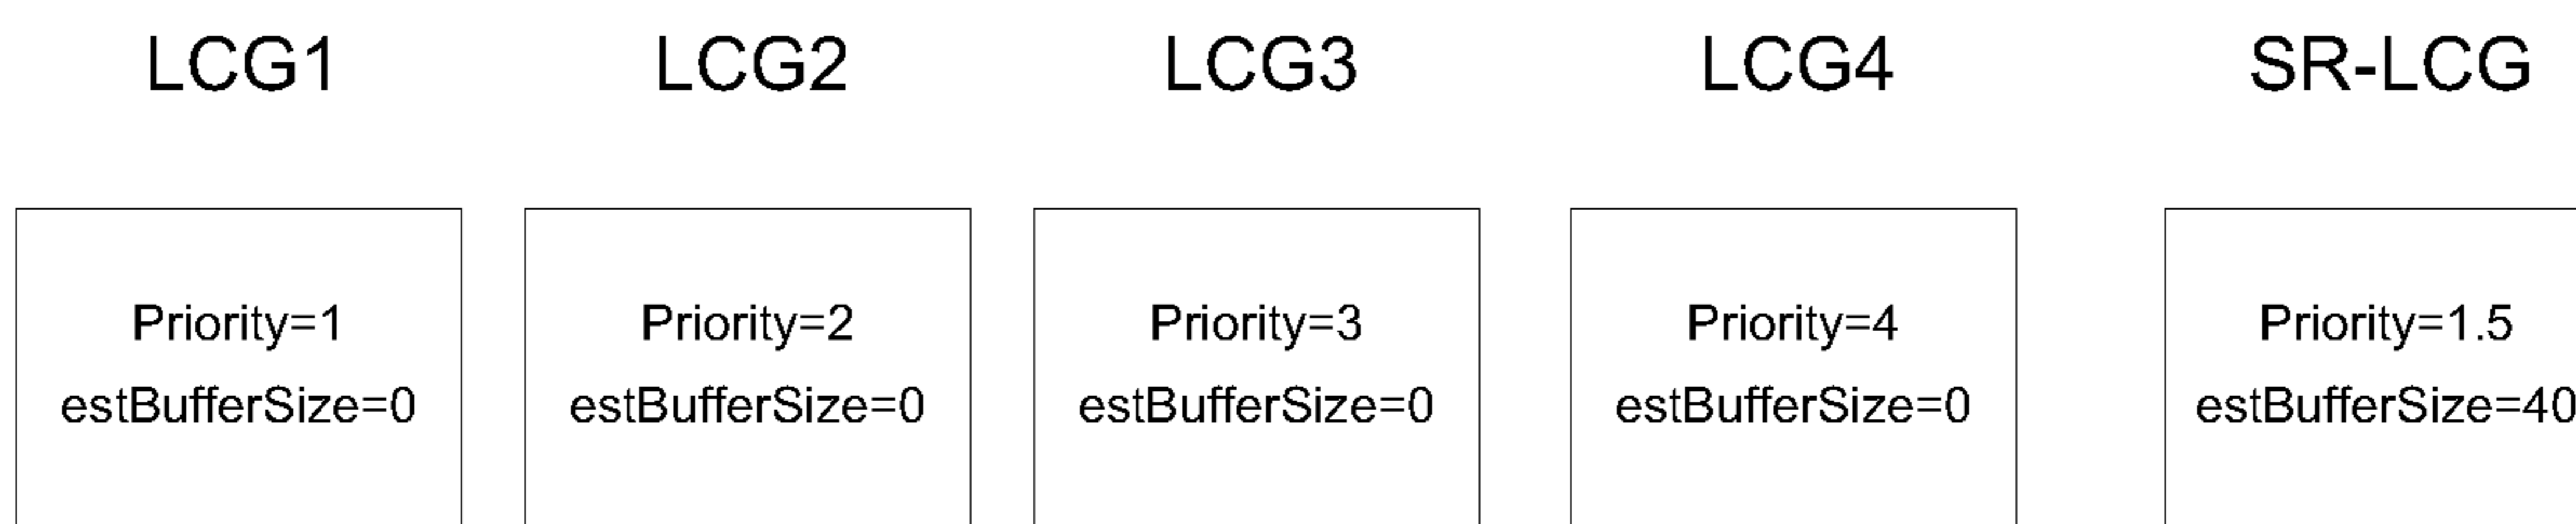 LCG1 LCG2 LCG3 LCG4 SR-LCG
Priority=1 Priority=2 Priority=3 Priority=4 Priority=1.5
estBufferSize=0 estBufferSize=0 estBufferSize=0 estBufferSize=0 estBufferSize=40